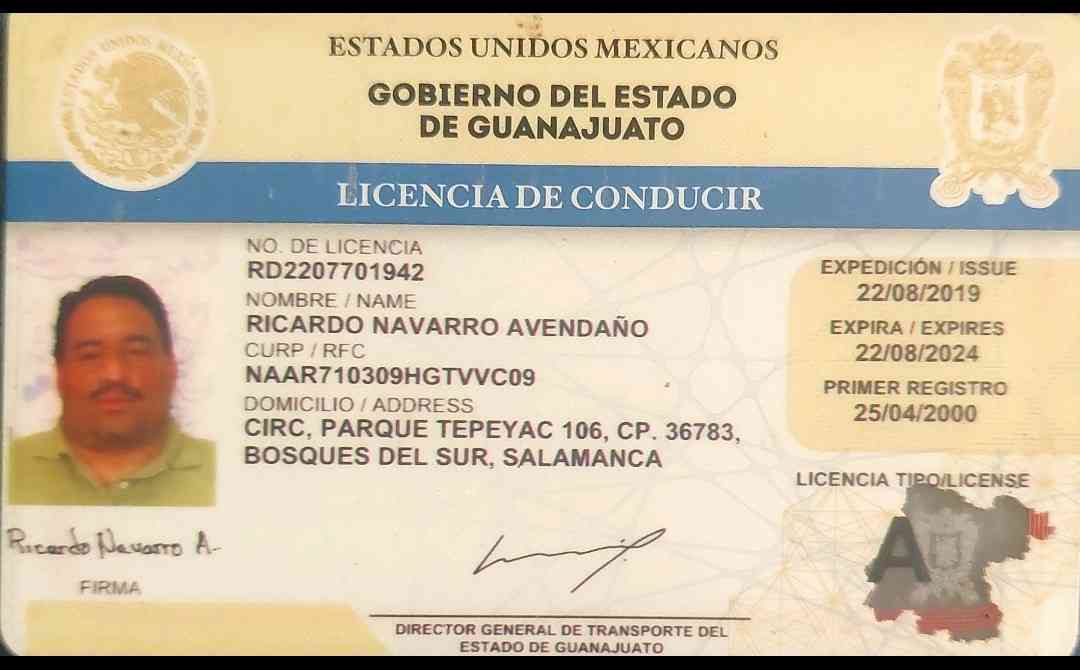 ESTADOS UNIDOS MEXICANOS
GOBIERNO DEL ESTADO
DE GUANAJUATO
LICENCIA DE CONDUCIR
NO. DE LICENCIA
RD2207701942
NOMBRE / NAME
RICARDO NAVARRO AVENDAÑO
CURP / RFC
NAAR710309HGTVVC09
DOMICILIO / ADDRESS
CIRC, PARQUE TEPEYAC 106, CP. 36783,
BOSQUES DEL SUR, SALAMANCA
EXPEDICIÓN / ISSUE
22/08/2019
EXPIRA / EXPIRES
22/08/2024
PRIMER REGISTRO
25/04/2000
LICENCIA TIPO/LICENSE
A
Ricardo Navarro A.
FIRMA
DIRECTOR GENERAL DE TRANSPORTE DEL
ESTADO DE GUANAJUATO